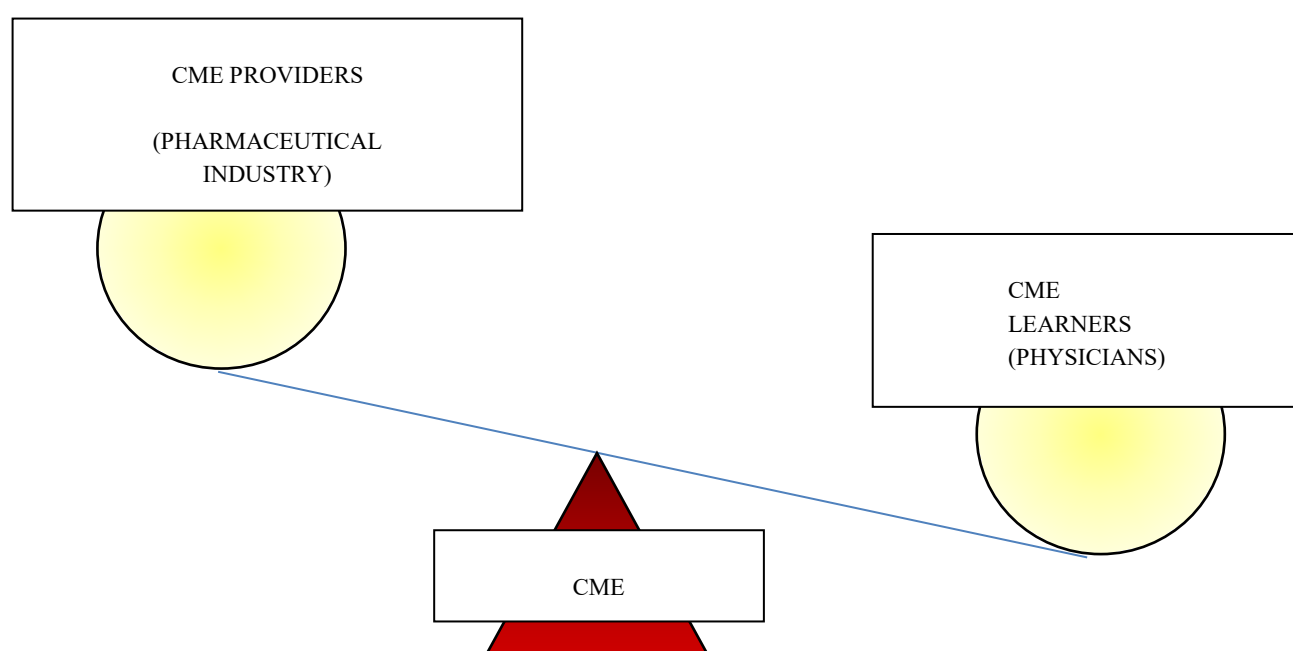 CME PROVIDERS
(PHARMACEUTICAL
INDUSTRY)
CME
LEARNERS
(PHYSICIANS)
CME